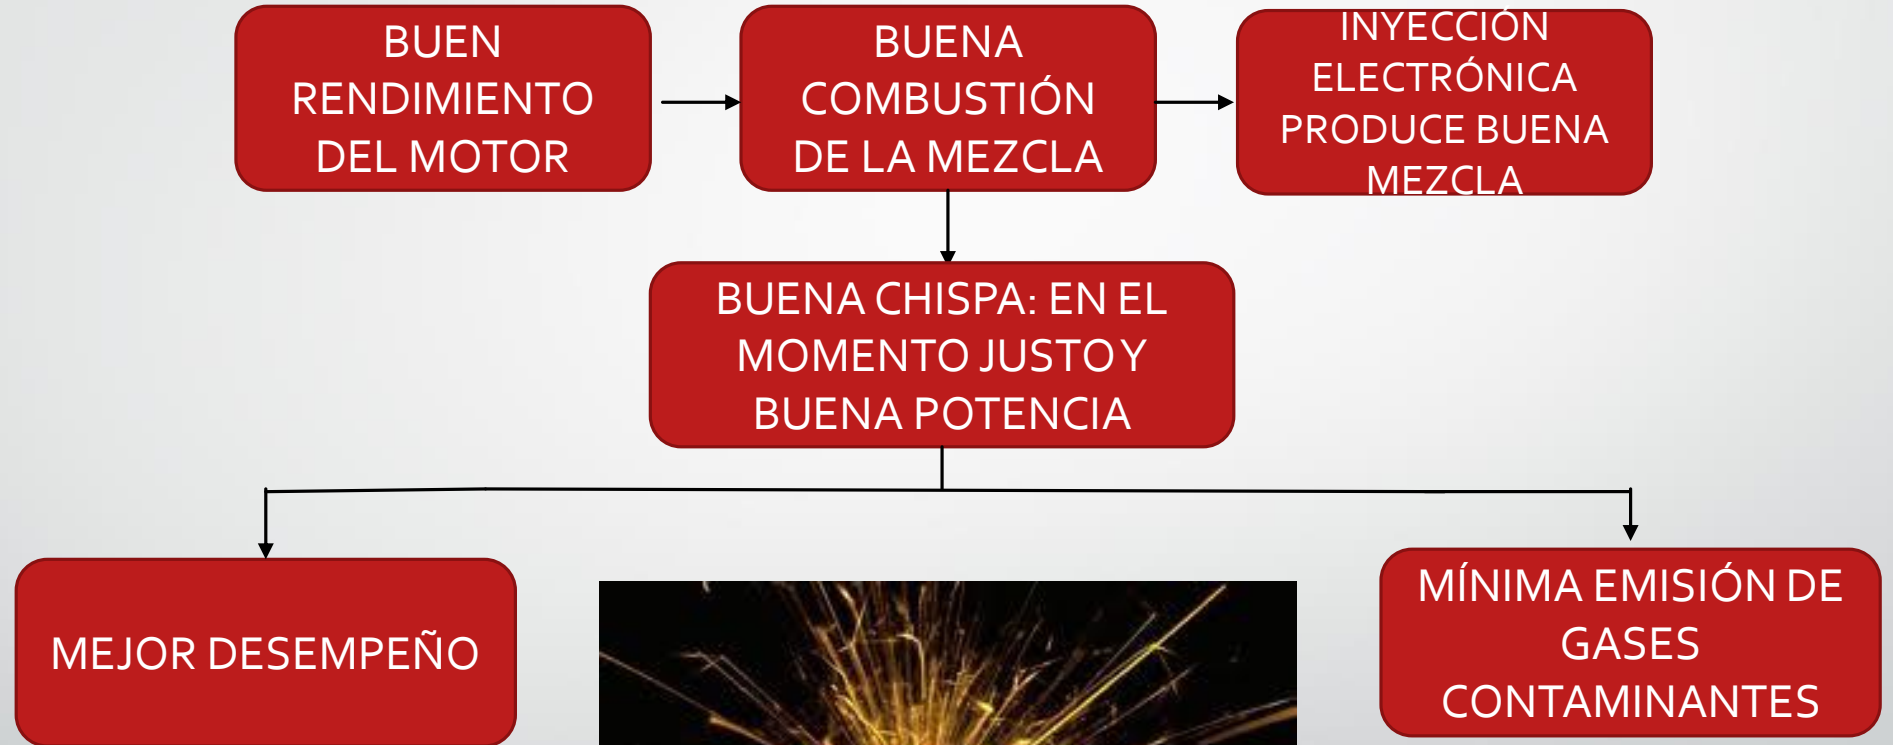 BUEN
RENDIMIENTO
DEL MOTOR
BUENA
COMBUSTIÓN
DE LA MEZCLA
INYECCIÓN
ELECTRÓNICA
PRODUCE BUENA
MEZCLA
BUENA CHISPA: EN EL
MOMENTO JUSTO Y
BUENA POTENCIA
MEJOR DESEMPEÑO
MÍNIMA EMISIÓN DE
GASES
CONTAMINANTES